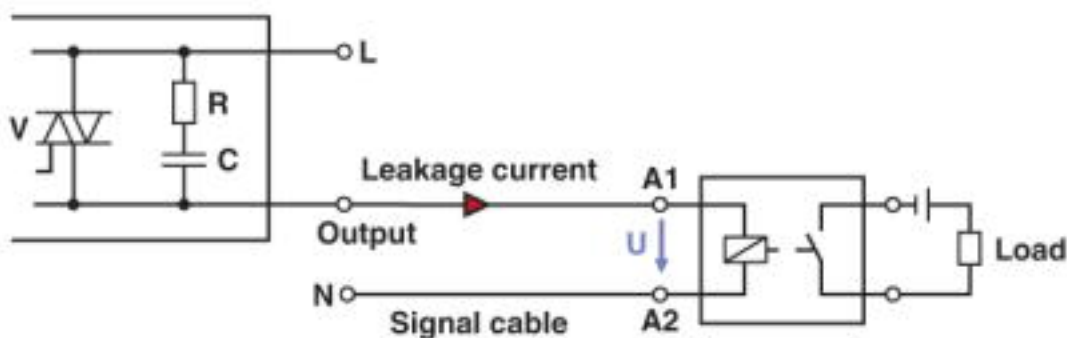 L
R
V
C
Leakage current
A1
Output
U
Load
N
Signal cable
A2